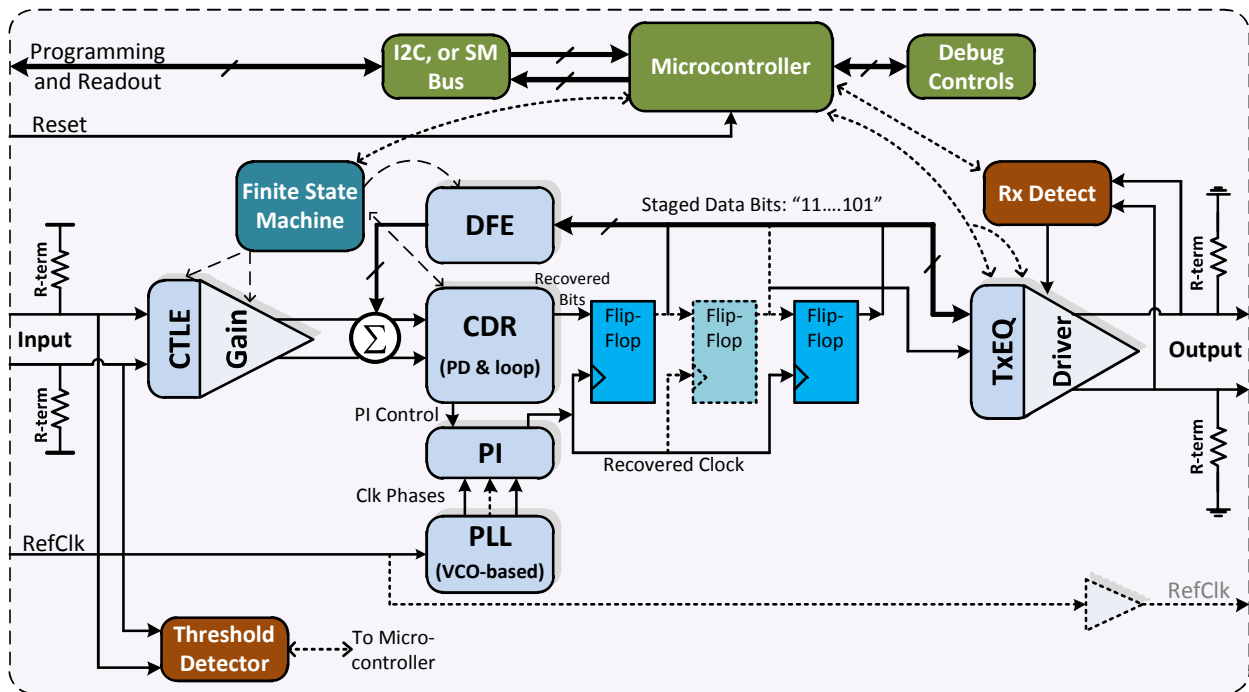 Programming
and Readout
I2C, or SM
Bus
Microcontroller
Debug
Controls
Reset
Finite State
Machine
DFE
Staged Data Bits: “11....101”
Rx Detect
R-term
R-term
Input
CTLE
Gain
Σ
CDR
(PD & loop)
Recovered
Bits
Flip-
Flop
Flip-
Flop
Flip-
Flop
TxEQ
Driver
Output
R-term
R-term
PI Control
PI
Recovered Clock
Clk Phases
PLL
(VCO-based)
RefClk
RefClk
Threshold
Detector
To Micro-
controller